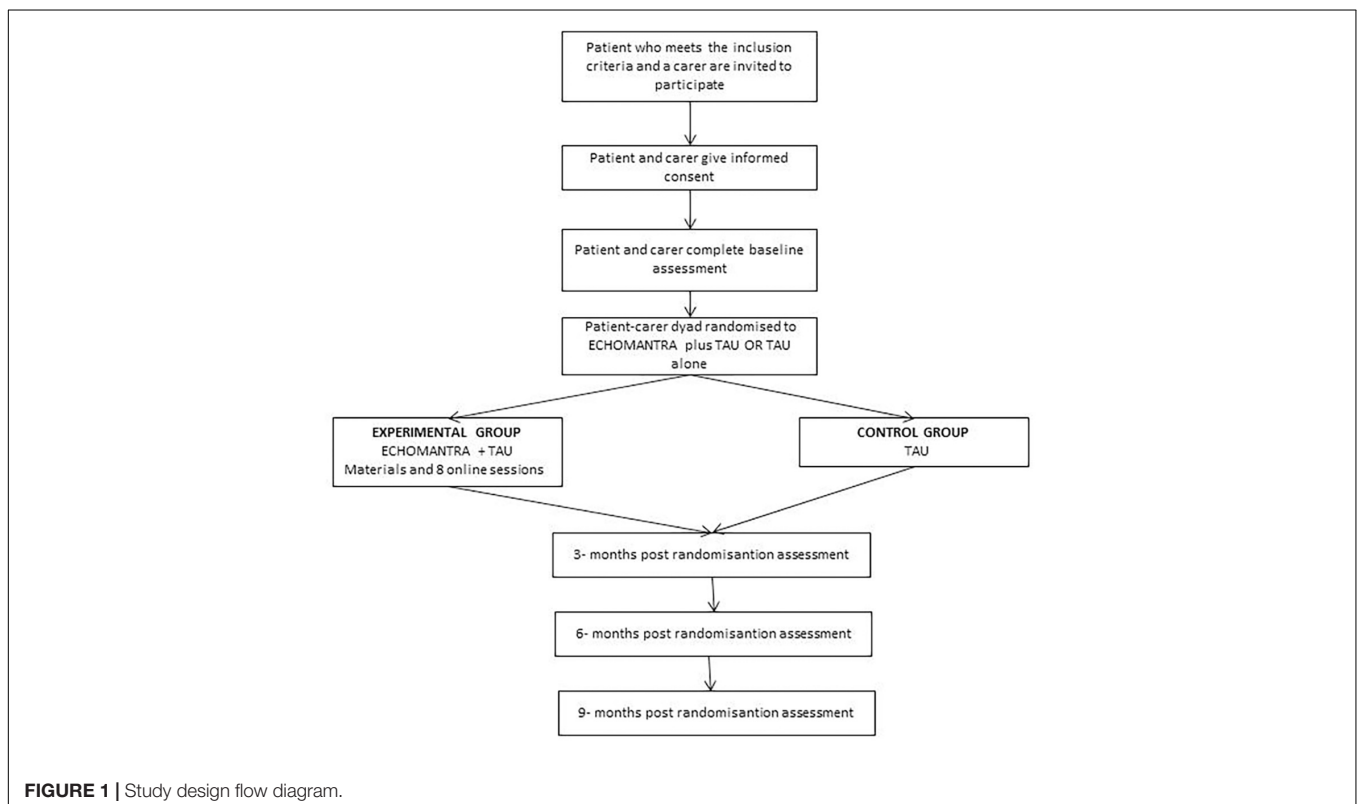 Patient who meets the inclusion
criteria and a carer are invited to
participate
Patient and carer give informed
consent
Patient and carer complete baseline
assessment
Patient-carer dyad randomised to
ECHOMANTRA plus TAU OR TAU
alone
EXPERIMENTAL GROUP
ECHOMANTRA + TAU
Materials and 8 online sessions
CONTROL GROUP
TAU
3- months post randomisantion assessment
6- months post randomisantion assessment
9- months post randomisantion assessment
FIGURE 1 | Study design flow diagram.